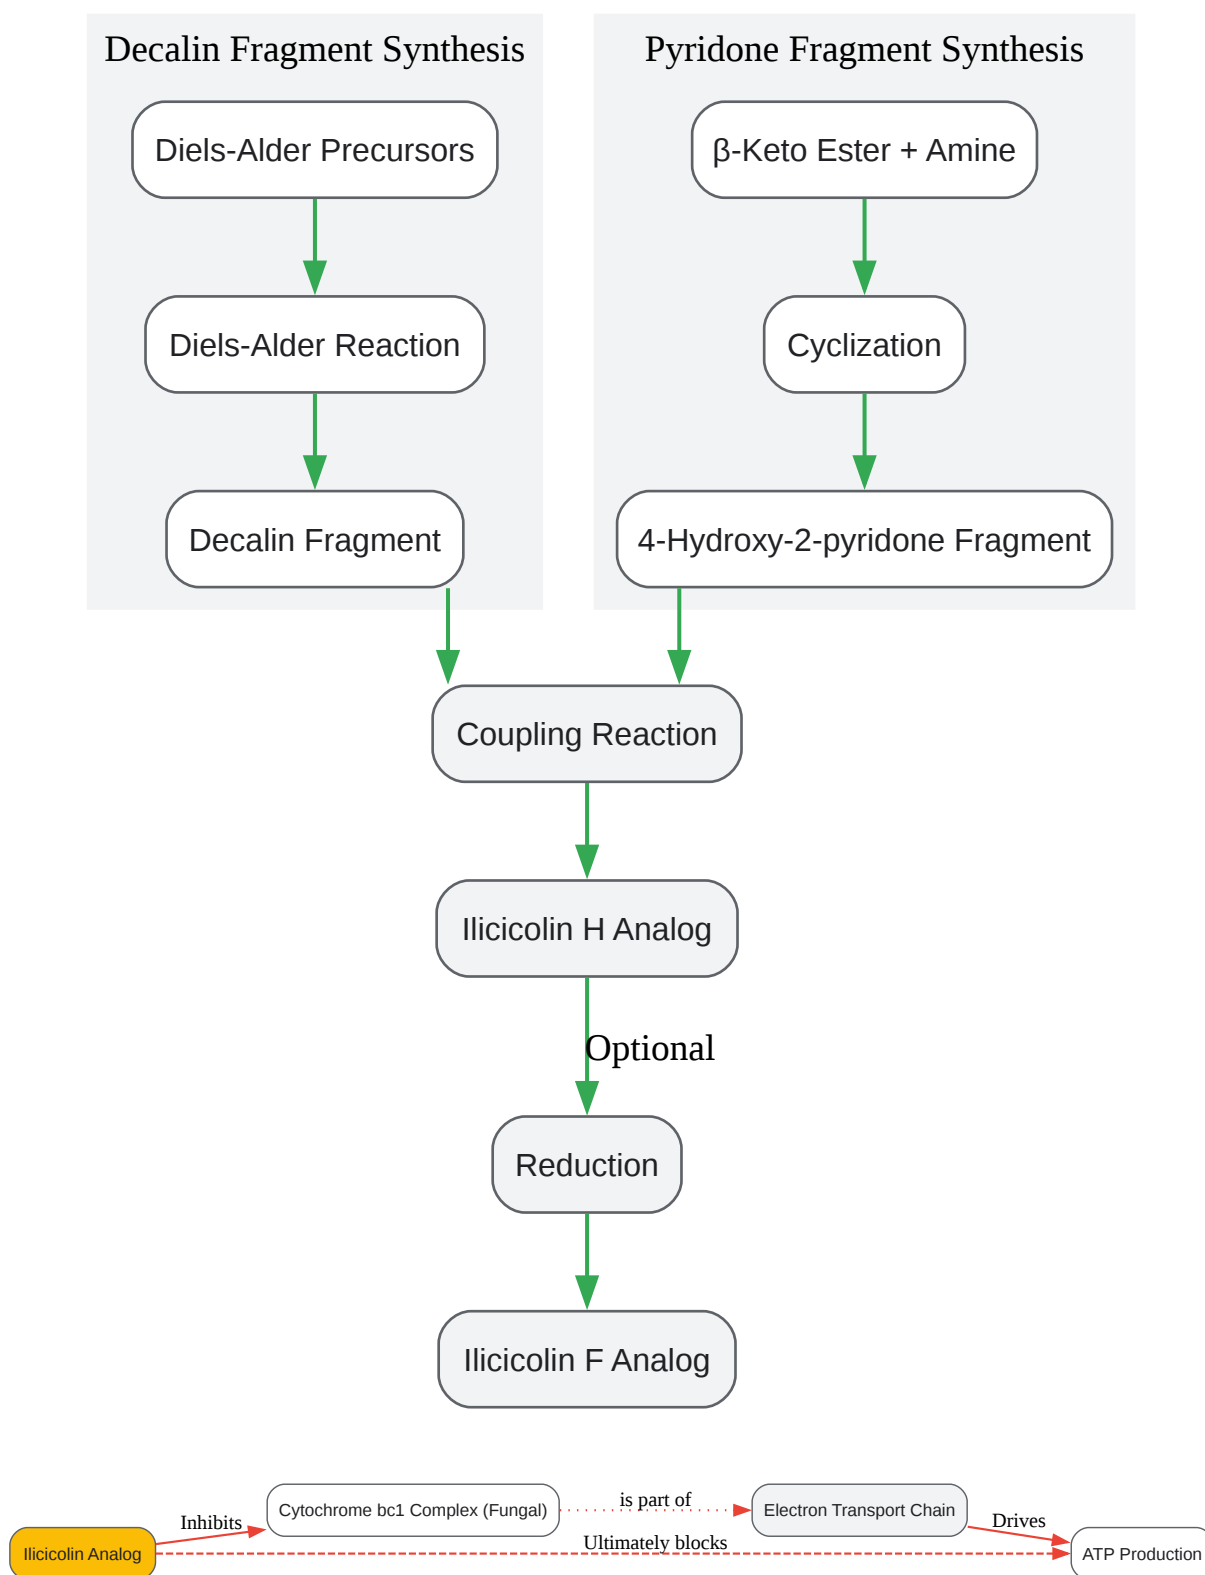 Decalin Fragment Synthesis
Pyridone Fragment Synthesis
Diels-Alder Precursors
β-Keto Ester + Amine
Diels-Alder Reaction
Cyclization
Decalin Fragment
4-Hydroxy-2-pyridone Fragment
Coupling Reaction
Ilicicolin H Analog
Optional
Reduction
Ilicicolin F Analog
Cytochrome bc1 Complex (Fungal)
is part of
Electron Transport Chain
Inhibits
Drives
Ultimately blocks
Ilicicolin Analog
ATP Production